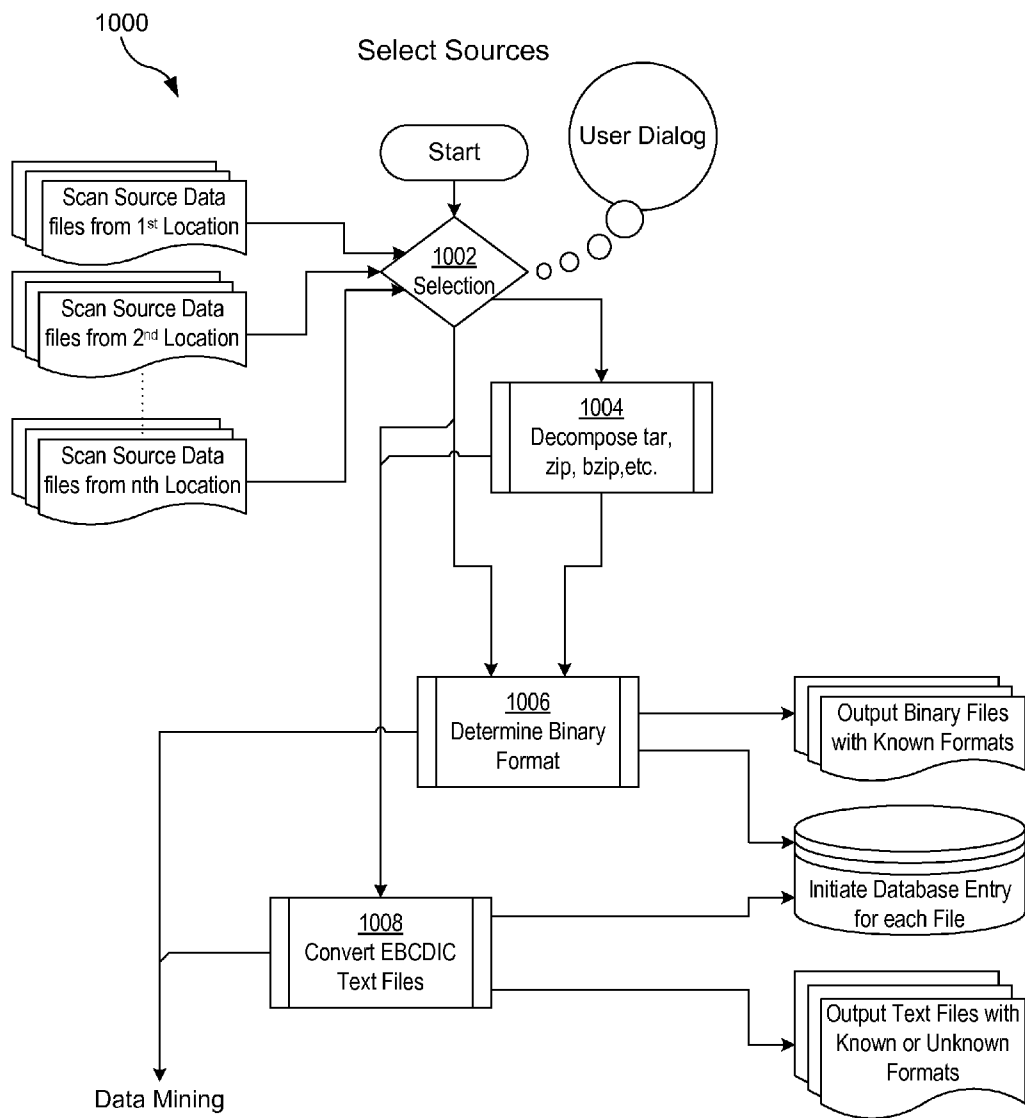 1000
Select Sources
User Dialog
Start
Scan Source Data
files from 1st Location
1002
Selection
Scan Source Data
files from 2nd Location
1004
Decompose tar,
zip, bzip,etc.
Scan Source Data
files from nth Location
1006
Determine Binary
Format
Output Binary Files
with Known Formats
Initiate Database Entry
for each File
1008
Convert EBCDIC
Text Files
Output Text Files with
Known or Unknown
Formats
Data Mining